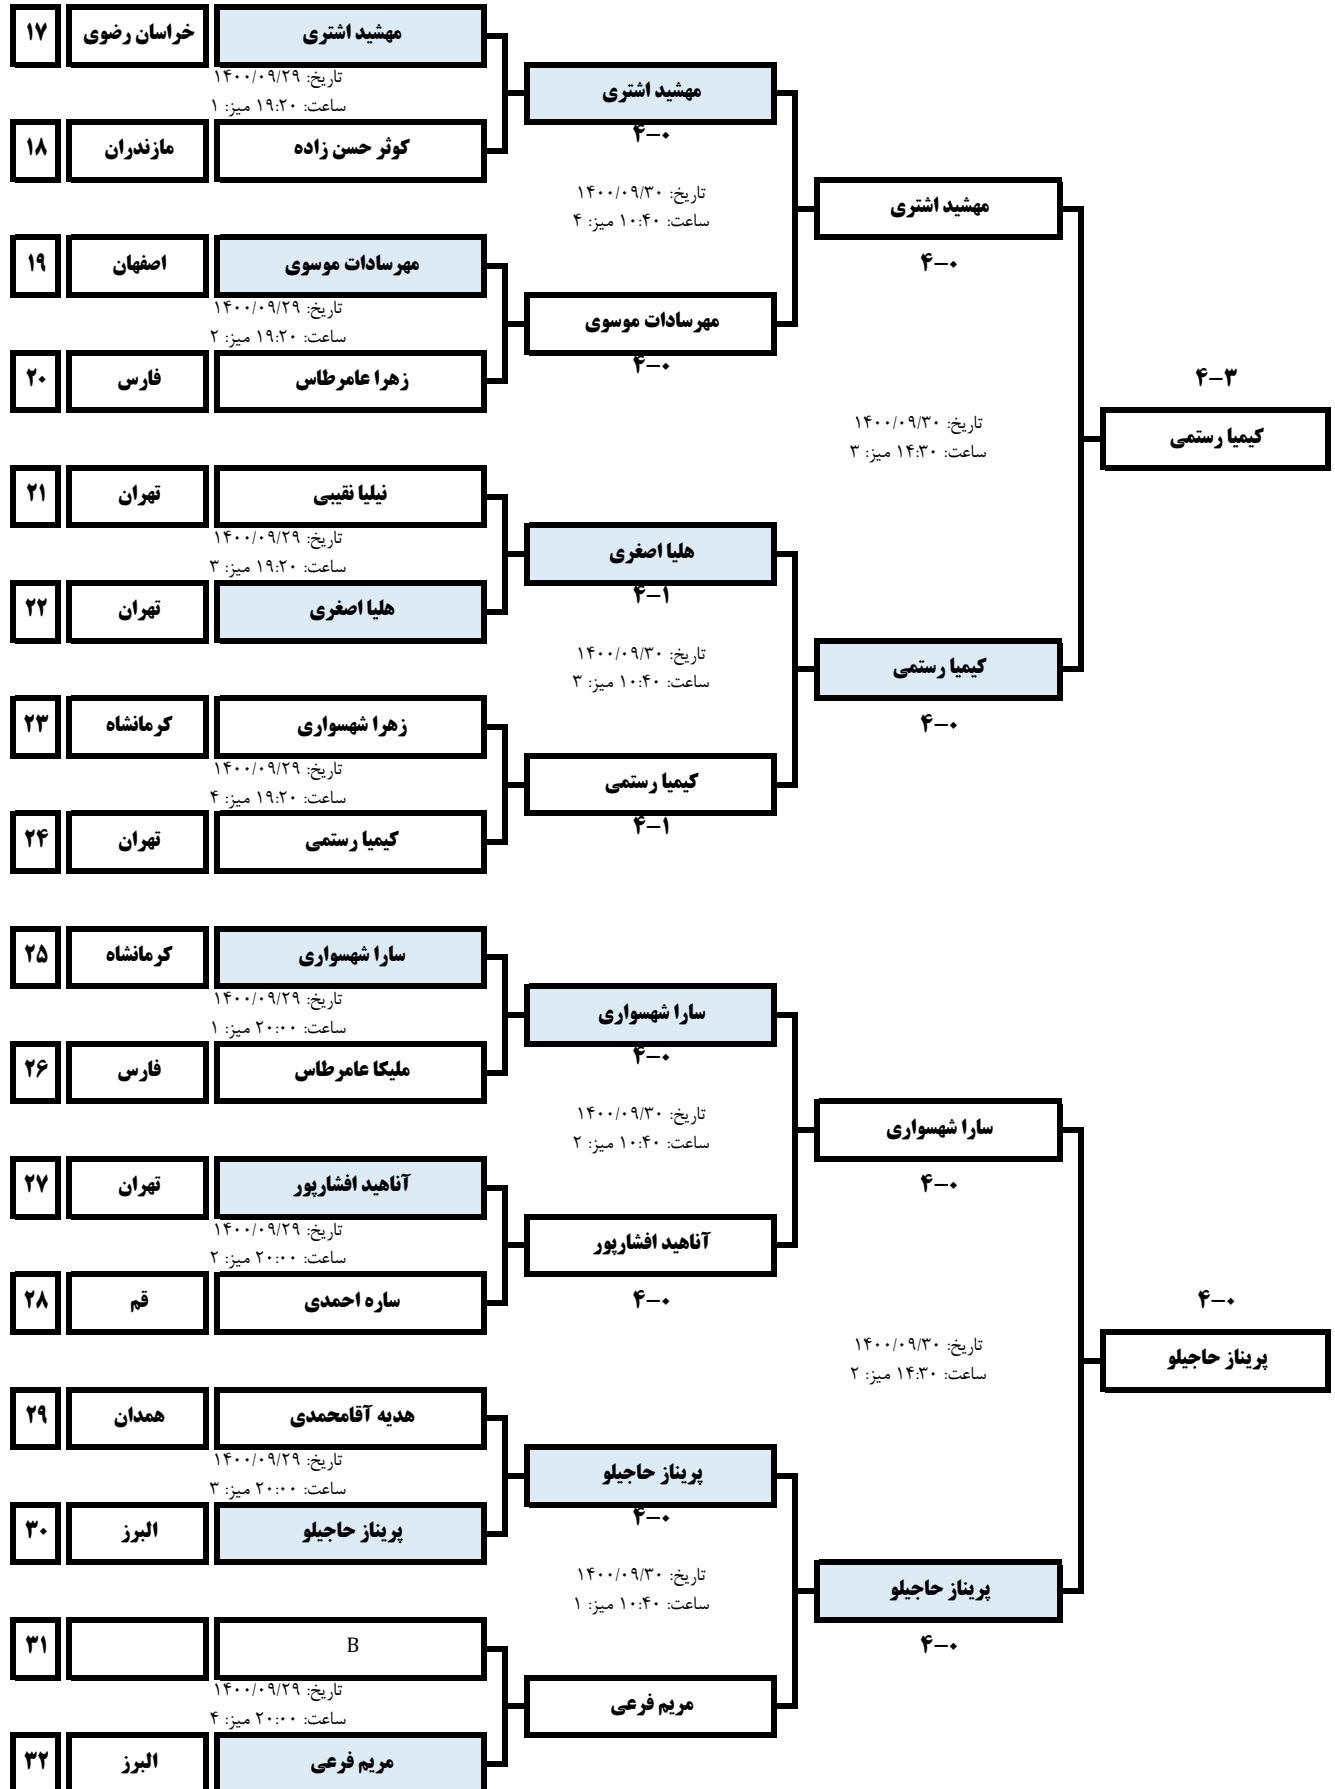 ۱۷ خراسان رضوی مهشید اشتری
تاریخ: ۱۴۰۰/۰۹/۲۹
ساعت: ۱۹:۲۰ میز: ۱
مهشید اشتری
۴-۰
۱۸ مازندران کوثر حسن زاده
تاریخ: ۱۴۰۰/۰۹/۳۰
ساعت: ۱۰:۴۰ میز: ۴
مهشید اشتری
۴-۰
۱۹ اصفهان مهرسادات موسوی
تاریخ: ۱۴۰۰/۰۹/۲۹
ساعت: ۱۹:۲۰ میز: ۲
مهرسادات موسوی
۴-۰
۲۰ فارس زهرا عامرطاس
۴-۳
کیمیا رستمی
تاریخ: ۱۴۰۰/۰۹/۳۰
ساعت: ۱۴:۳۰ میز: ۳
۲۱ تهران نیلیا نقیبی
تاریخ: ۱۴۰۰/۰۹/۲۹
ساعت: ۱۹:۲۰ میز: ۳
هلیا اصغری
۴-۱
۲۲ تهران هلیا اصغری
تاریخ: ۱۴۰۰/۰۹/۳۰
ساعت: ۱۰:۴۰ میز: ۳
کیمیا رستمی
۴-۰
۲۳ کرمانشاه زهرا شهسواری
تاریخ: ۱۴۰۰/۰۹/۲۹
ساعت: ۱۹:۲۰ میز: ۴
کیمیا رستمی
۴-۱
۲۴ تهران کیمیا رستمی
۲۵ کرمانشاه سارا شهسواری
تاریخ: ۱۴۰۰/۰۹/۲۹
ساعت: ۲۰:۰۰ میز: ۱
سارا شهسواری
۴-۰
۲۶ فارس ملیکا عامرطاس
تاریخ: ۱۴۰۰/۰۹/۳۰
ساعت: ۱۰:۴۰ میز: ۲
سارا شهسواری
۴-۰
۲۷ تهران آناهید افشارپور
تاریخ: ۱۴۰۰/۰۹/۲۹
ساعت: ۲۰:۰۰ میز: ۲
آناهید افشارپور
۴-۰
۲۸ قم ساره احمدی
۴-۰
پریناز حاجیلو
تاریخ: ۱۴۰۰/۰۹/۳۰
ساعت: ۱۴:۳۰ میز: ۲
۲۹ همدان هدیه آقامحمدی
تاریخ: ۱۴۰۰/۰۹/۲۹
ساعت: ۲۰:۰۰ میز: ۳
پریناز حاجیلو
۴-۰
۳۰ البرز پریناز حاجیلو
تاریخ: ۱۴۰۰/۰۹/۳۰
ساعت: ۱۰:۴۰ میز: ۱
پریناز حاجیلو
۴-۰
۳۱ B
تاریخ: ۱۴۰۰/۰۹/۲۹
ساعت: ۲۰:۰۰ میز: ۴
مریم فرعی
۳۲ البرز مریم فرعی